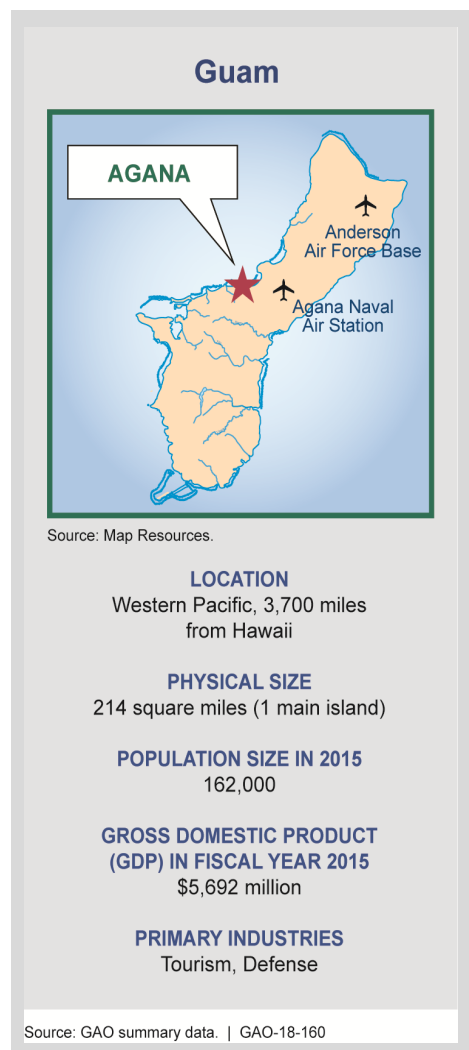 Guam
AGANA
Anderson
Air Force Base
Agana Naval
Air Station
Source: Map Resources.
LOCATION
Western Pacific, 3,700 miles
from Hawaii
PHYSICAL SIZE
214 square miles (1 main island)
POPULATION SIZE IN 2015
162,000
GROSS DOMESTIC PRODUCT
(GDP) IN FISCAL YEAR 2015
$5,692 million
PRIMARY INDUSTRIES
Tourism, Defense
Source: GAO summary data. | GAO-18-160